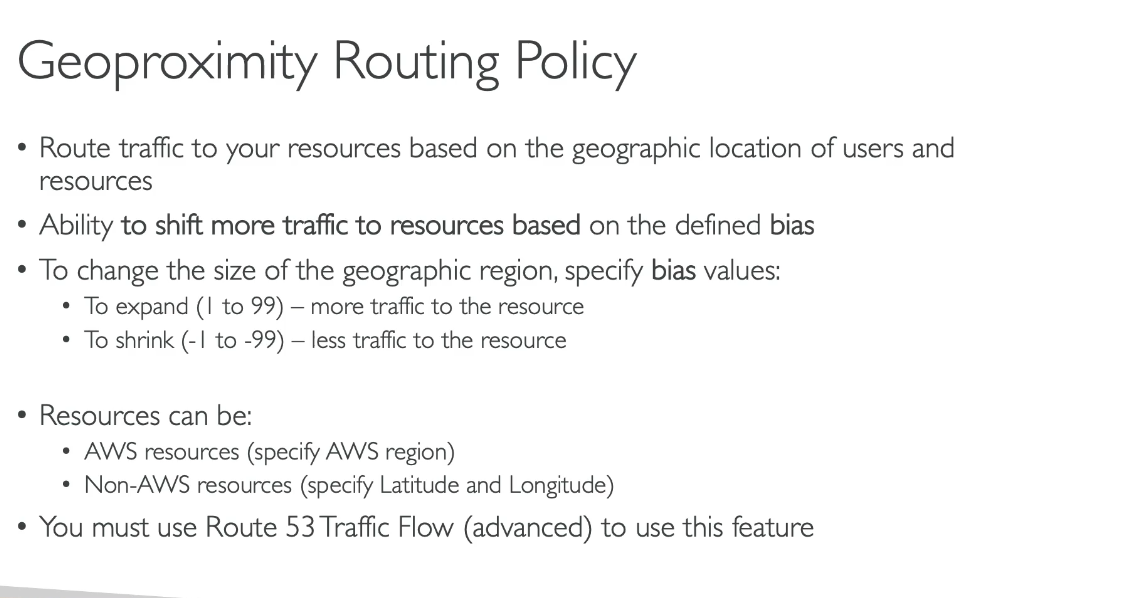 Geoproximity Routing Policy
• Route traffic to your resources based on the geographic location of users and
resources
• Ability to shift more traffic to resources based on the defined bias
• To change the size of the geographic region, specify bias values:
• To expand (1 to 99) – more traffic to the resource
• To shrink (-1 to -99) – less traffic to the resource
• Resources can be:
• AWS resources (specify AWS region)
• Non-AWS resources (specify Latitude and Longitude)
• You must use Route 53 Traffic Flow (advanced) to use this feature